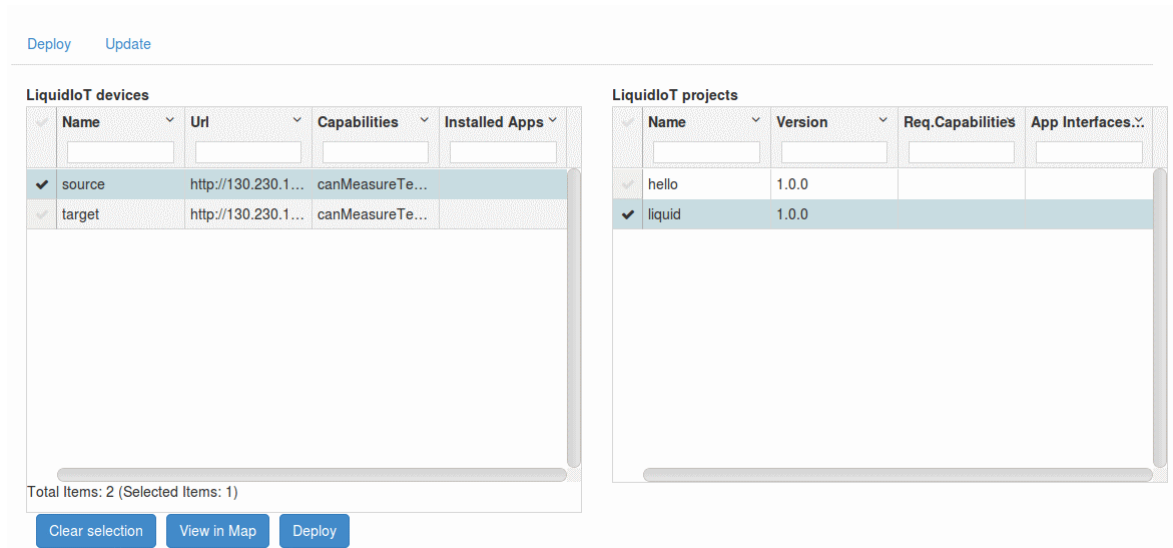 Deploy Update
LiquidIoT devices
Name Url Capabilities Installed Apps
source http://130.230.1... canMeasureTe...
target http://130.230.1... canMeasureTe...
Total Items: 2 (Selected Items: 1)
Clear selection View in Map Deploy
LiquidIoT projects
Name Version Req.Capabilities App Interfaces...
hello 1.0.0
liquid 1.0.0